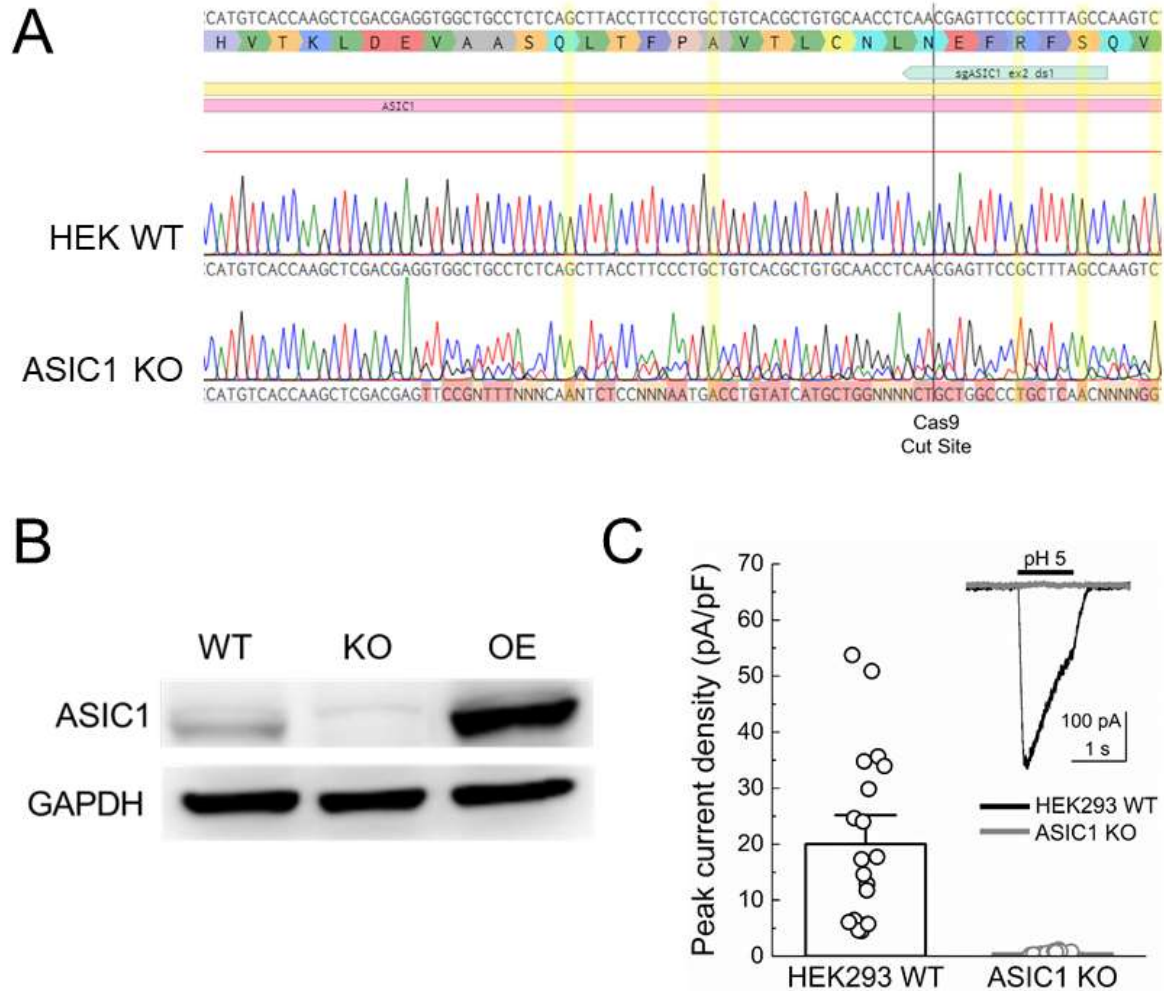 A
CATGTCACCAAGCTCGACGAGGTGGCTGCCTCTCAGCTTACCTTCCCTGCTGTCACGCTGTGCAACCTCAACGAGTTCCGCTTTAGCCAAGTC
H V T K L D E V A A S Q L T F P A V T L C N L N E F R F S Q V
sgASIC1 ex2 ds1
ASIC1
HEK WT
CATGTCACCAAGCTCGACGAGGTGGCTGCCTCTCAGCTTACCTTCCCTGCTGTCACGCTGTGCAACCTCAACGAGTTCCGCTTTAGCCAAGTC
ASIC1 KO
CATGTCACCAAGCTCGACGAGTTCCGNTTTNNNCAANTCTCCNNNAATGACCTGTATCATGCTGGNNNNCTGCTGGCCCTGCTCAACNNNNGG
Cas9
Cut Site
B
WT KO OE
ASIC1
GAPDH
C
Peak current density (pA/pF)
70
60
50
40
30
20
10
0
pH 5
100 pA
1 s
HEK293 WT
ASIC1 KO
HEK293 WT ASIC1 KO